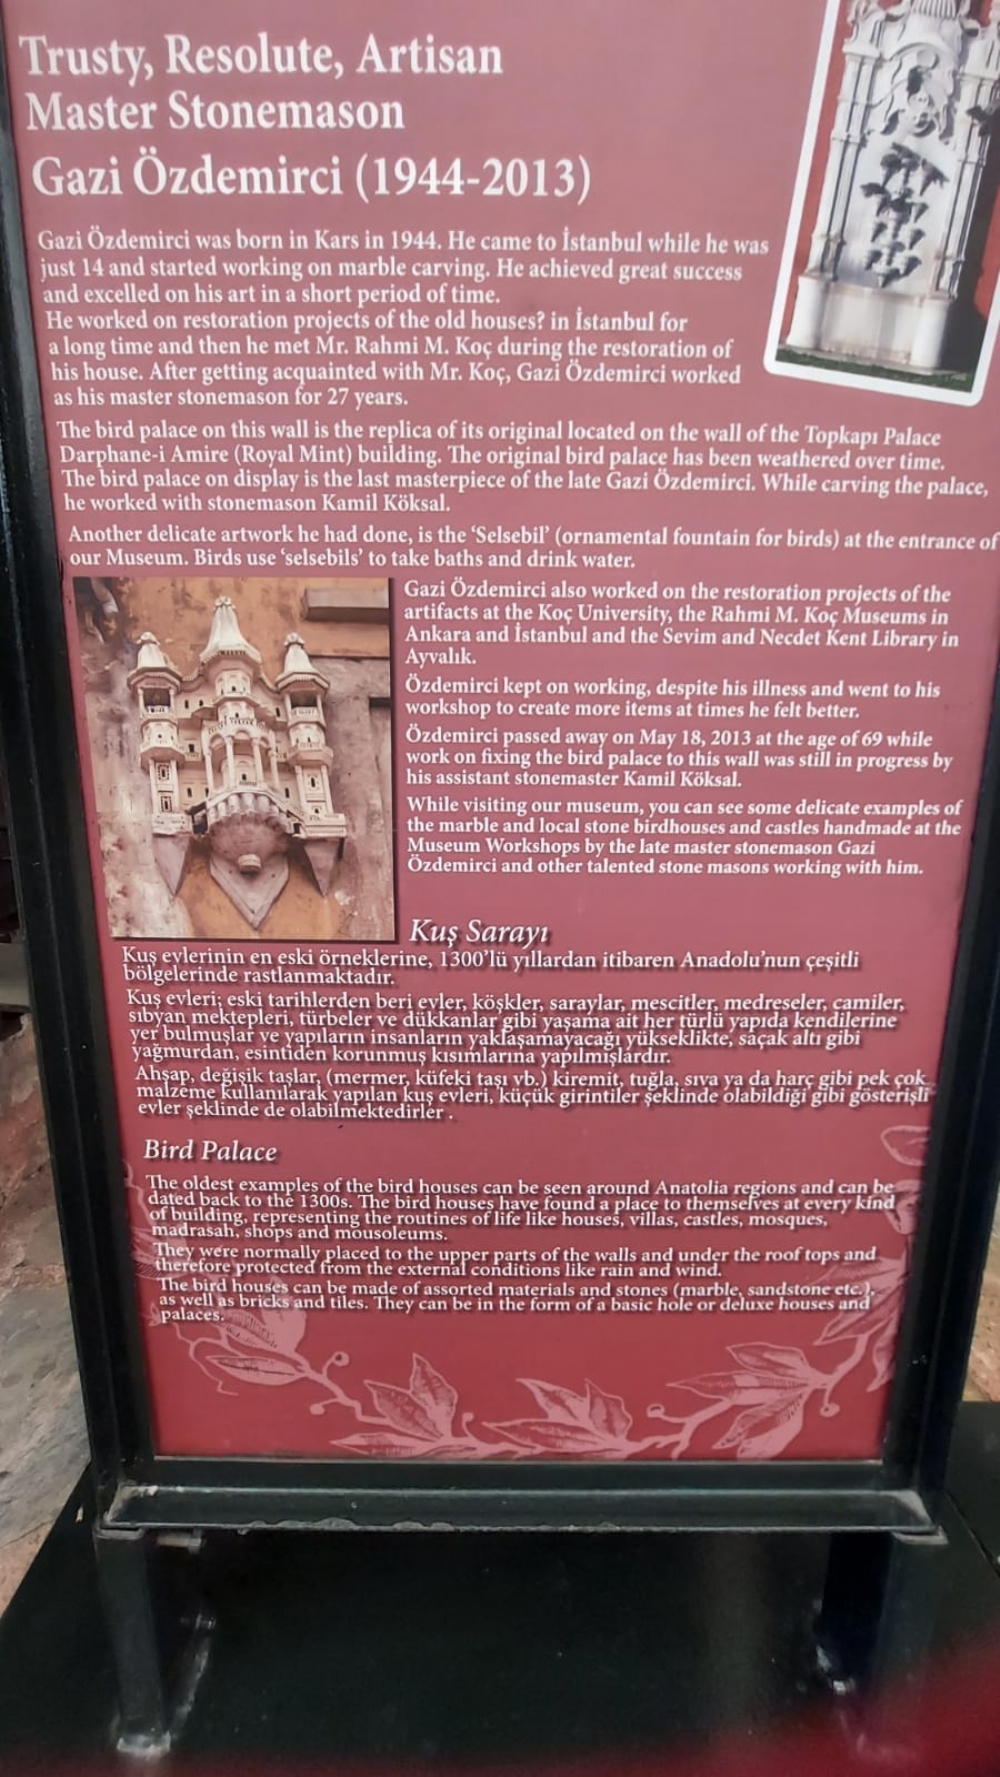 Trusty, Resolute, Artisan
Master Stonemason
Gazi Özdemirci (1944-2013)
Gazi Özdemirci was born in Kars in 1944. He came to İstanbul while he was
just 14 and started working on marble carving. He achieved great success
and excelled on his art in a short period of time.
He worked on restoration projects of the old houses? in İstanbul for
a long time and then he met Mr. Rahmi M. Koç during the restoration of
his house. After getting acquainted with Mr. Koç, Gazi Özdemirci worked
as his master stonemason for 27 years.
The bird palace on this wall is the replica of its original located on the wall of the Topkapı Palace
Darphane-i Amire (Royal Mint) building. The original bird palace has been weathered over time.
The bird palace on display is the last masterpiece of the late Gazi Özdemirci. While carving the palace,
he worked with stonemason Kamil Köksal.
Another delicate artwork he had done, is the ‘Selsebil’ (ornamental fountain for birds) at the entrance of
our Museum. Birds use ‘selsebils’ to take baths and drink water.
Gazi Özdemirci also worked on the restoration projects of the
artifacts at the Koç University, the Rahmi M. Koç Museums in
Ankara and İstanbul and the Sevim and Necdet Kent Library in
Ayvalık.
Özdemirci kept on working, despite his illness and went to his
workshop to create more items at times he felt better.
Özdemirci passed away on May 18, 2013 at the age of 69 while
work on fixing the bird palace to this wall was still in progress by
his assistant stonemaster Kamil Köksal.
While visiting our museum, you can see some delicate examples of
the marble and local stone birdhouses and castles handmade at the
Museum Workshops by the late master stonemason Gazi
Özdemirci and other talented stone masons working with him.
Kuş Sarayı
Kuş evlerinin en eski örneklerine, 1300’lü yıllardan itibaren Anadolu’nun çeşitli
bölgelerinde rastlanmaktadır.
Kuş evleri; eski tarihlerden beri evler, köşkler, saraylar, mescitler, medreseler, camiler,
sıbyan mektepleri, türbeler ve dükkanlar gibi yaşama ait her türlü yapıda kendilerine
yer bulmuşlar ve yapıların insanların yaklaşamayacağı yükseklikte, saçak altı gibi
yağmurdan, esintiden korunmuş kısımlarına yapılmışlardır.
Ahşap, değişik taşlar, (mermer, küfeki taşı vb.) kiremit, tuğla, sıva ya da harç gibi pek çok
malzeme kullanılarak yapılan kuş evleri, küçük girintiler şeklinde olabildiği gibi gösterişli
evler şeklinde de olabilmektedirler .
Bird Palace
The oldest examples of the bird houses can be seen around Anatolia regions and can be
dated back to the 1300s. The bird houses have found a place to themselves at every kind
of building, representing the routines of life like houses, villas, castles, mosques,
madrasah, shops and mousoleums.
They were normally placed to the upper parts of the walls and under the roof tops and
therefore protected from the external conditions like rain and wind.
The bird houses can be made of assorted materials and stones (marble, sandstone etc.),
as well as bricks and tiles. They can be in the form of a basic hole or deluxe houses and
palaces.